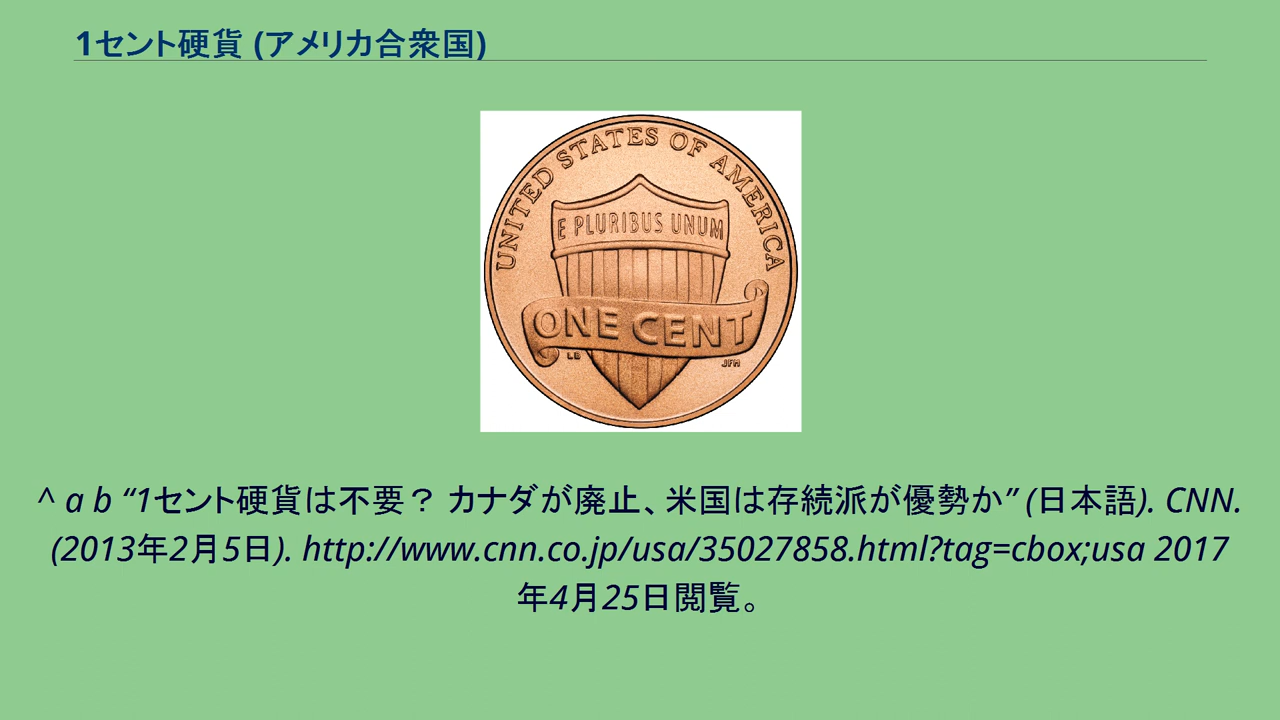 1セント硬貨 (アメリカ合衆国)
UNITED STATES OF AMERICA
E PLURIBUS UNUM
ONE CENT
LB
JFM
^ a b “1セント硬貨は不要？ カナダが廃止、米国は存続派が優勢か” (日本語). CNN.
(2013年2月5日). http://www.cnn.co.jp/usa/35027858.html?tag=cbox;usa 2017
年4月25日閲覧。